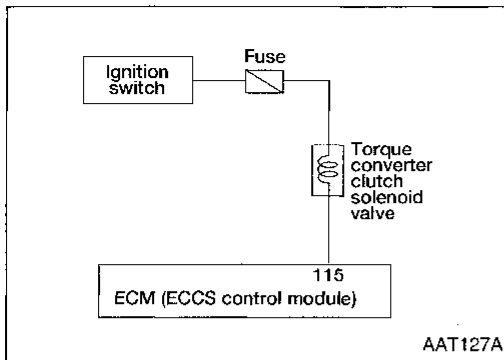 Fuse
Ignition
switch
Torque
converter
clutch
solenoid
valve
115
ECM (ECCS control module)
AAT127A